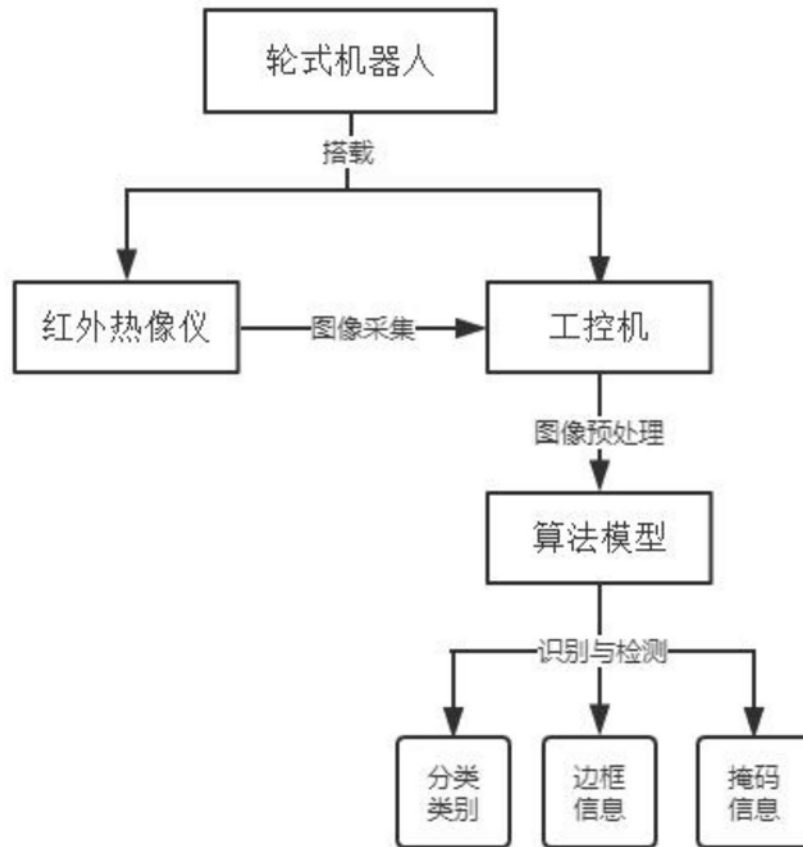 轮式机器人
搭载
红外热像仪
图像采集
工控机
图像预处理
算法模型
识别与检测
分类
类别
边框
信息
掩码
信息